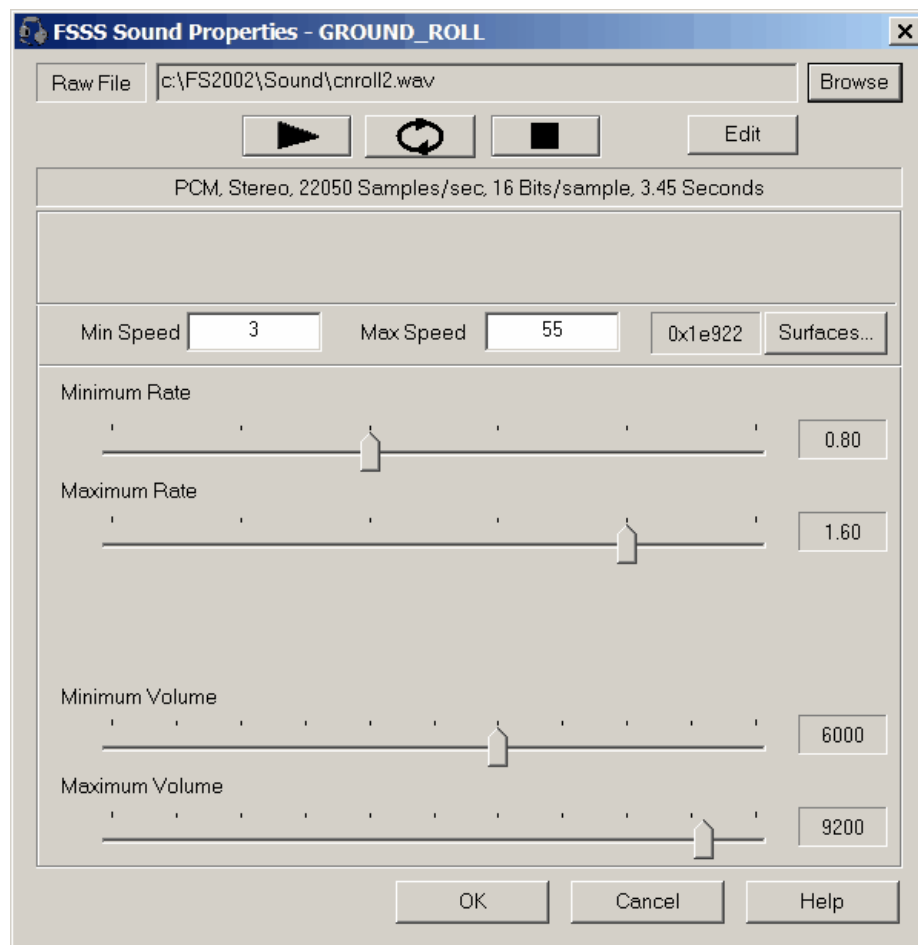 FSSS Sound Properties - GROUND_ROLL
Raw File c:\FS2002\Sound\cnroll2.wav Browse
Edit
PCM, Stereo, 22050 Samples/sec, 16 Bits/sample, 3.45 Seconds
Min Speed 3 Max Speed 55 0x1e922 Surfaces...
Minimum Rate
0.80
Maximum Rate
1.60
Minimum Volume
6000
Maximum Volume
9200
OK Cancel Help